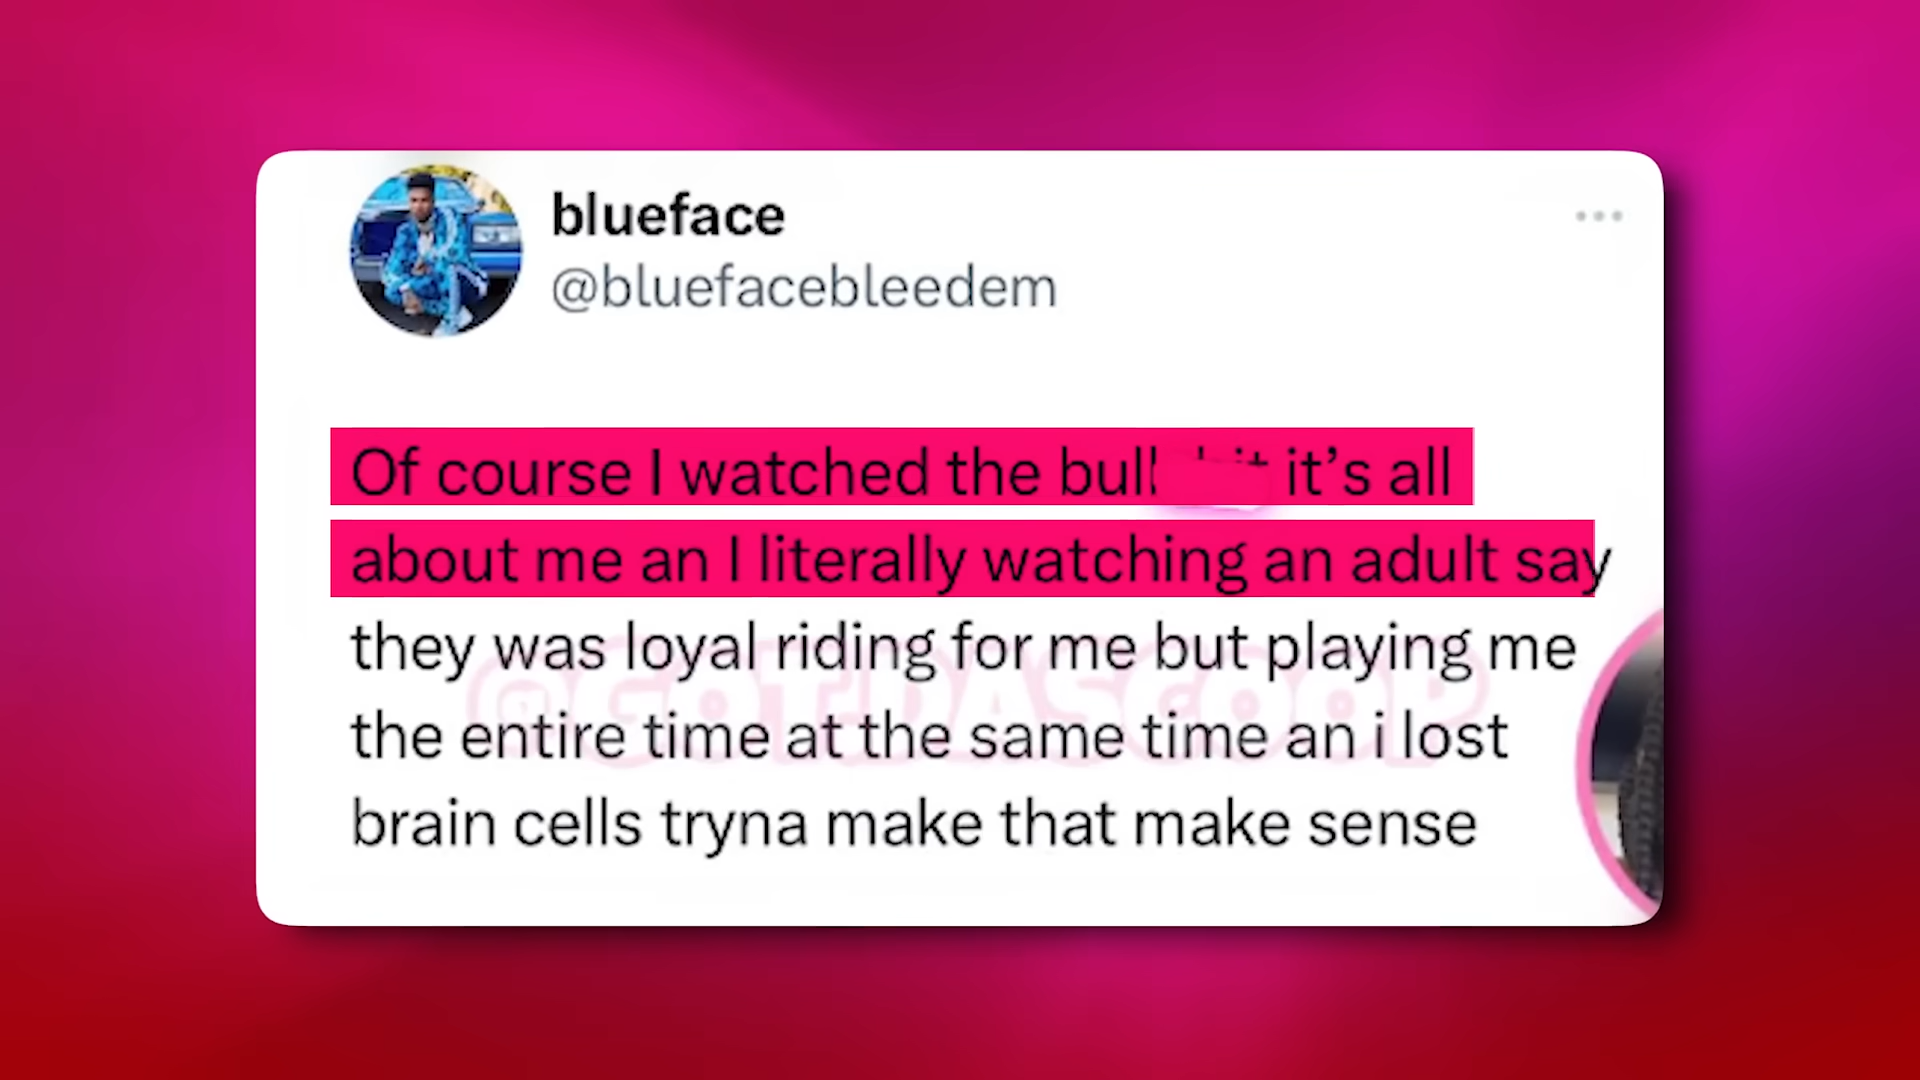 blueface
@bluefacebleedem
Of course I watched the it's all
about me an I literally watching an adult say
they was loyal riding for me but playing me
the entire time at the same time an i lost
brain cells tryna make that make sense
@GOTDASCOOP